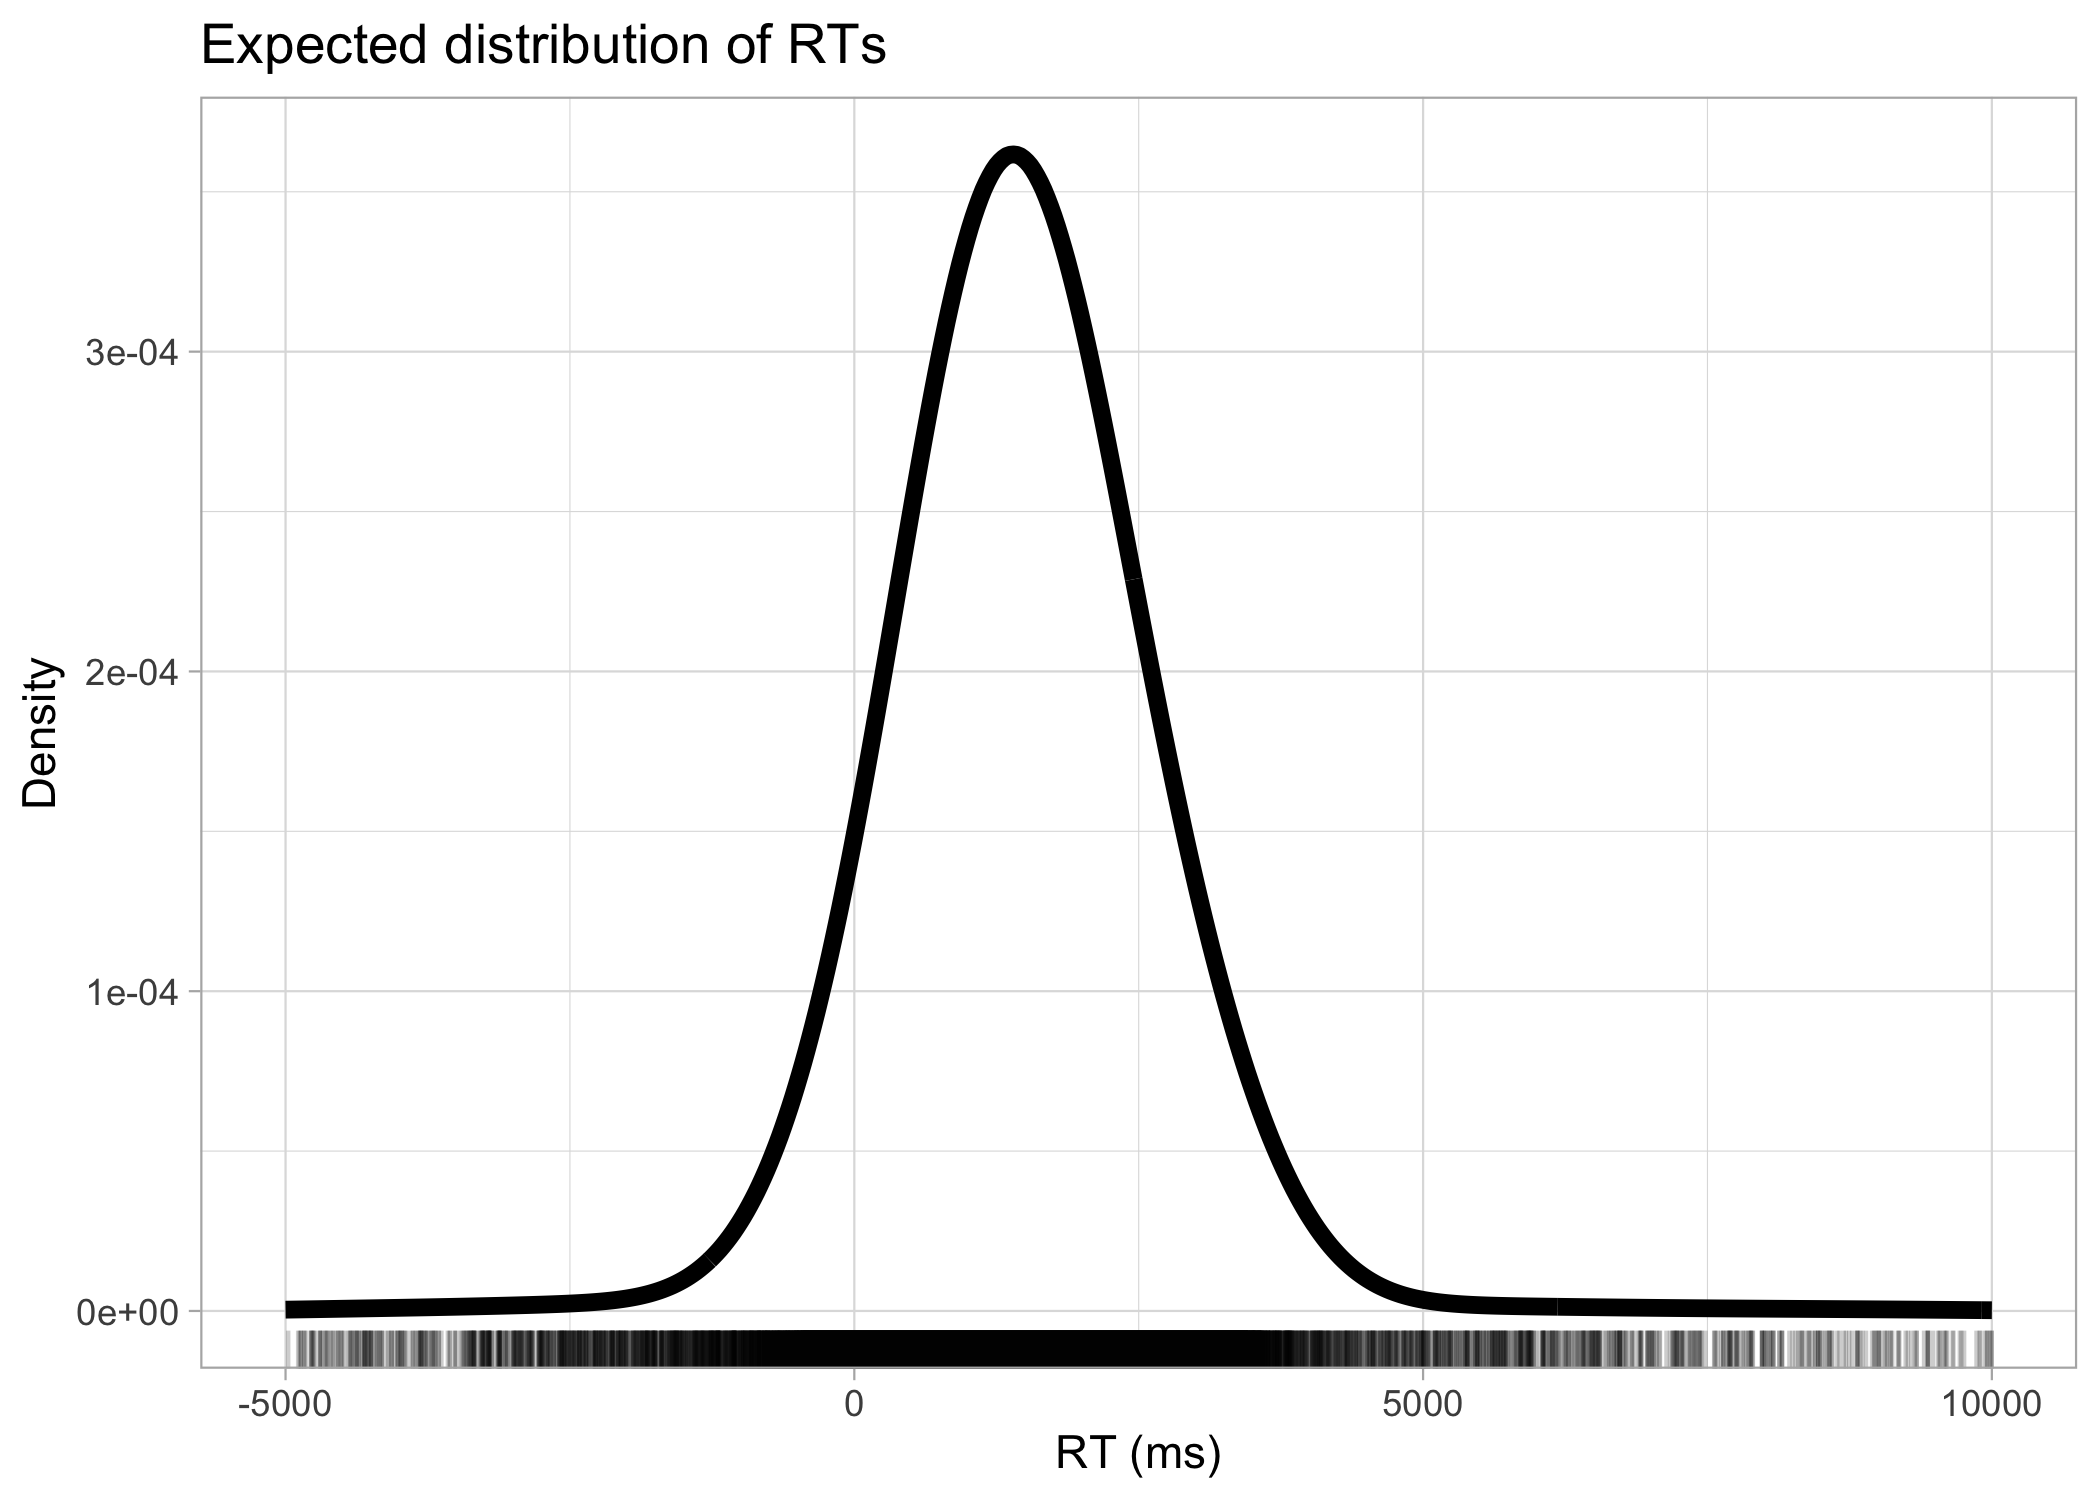 Expected distribution of RTs
3e-04
2e-04
1e-04
0e+00
Density
-5000 0 5000 10000
RT (ms)